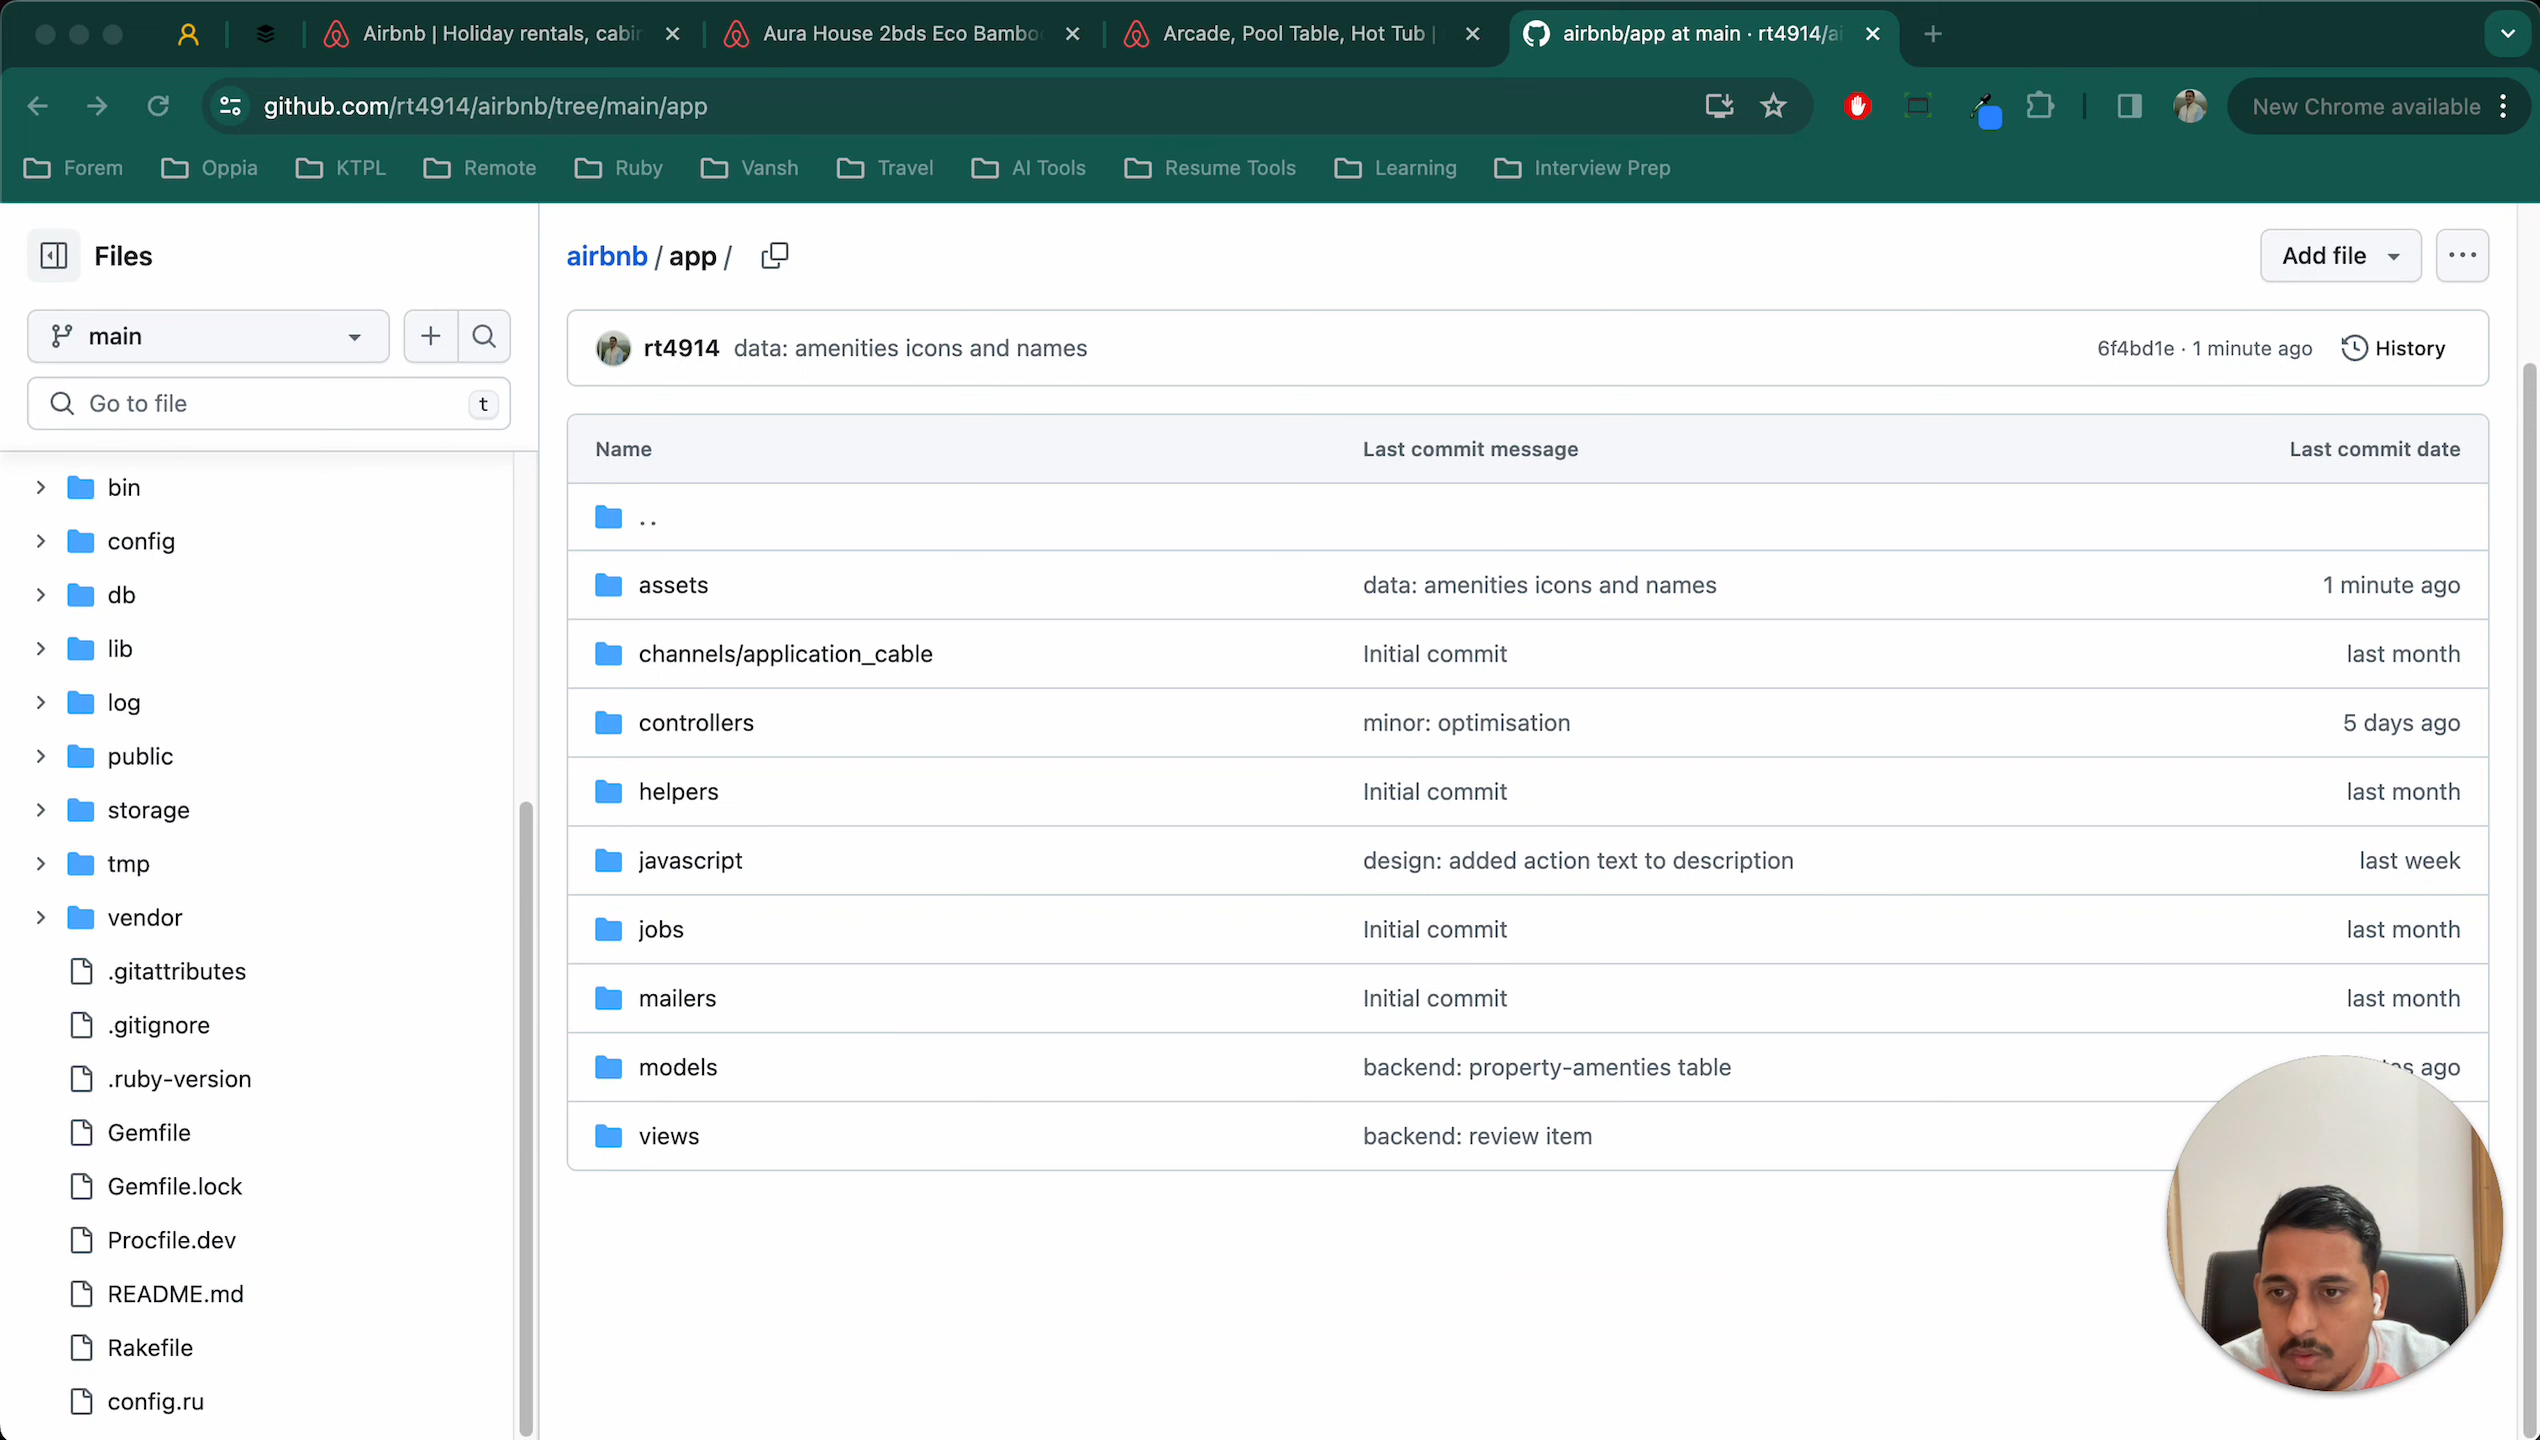 Airbnb | Holiday rentals, cabin
Aura House 2bds Eco Bamboo
Arcade, Pool Table, Hot Tub |
airbnb/app at main · rt4914/ai
github.com/rt4914/airbnb/tree/main/app
New Chrome available
Forem
Oppia
KTPL
Remote
Ruby
Vansh
Travel
AI Tools
Resume Tools
Learning
Interview Prep
Files
airbnb / app /
Add file
main
rt4914 data: amenities icons and names
6f4bd1e · 1 minute ago
History
Go to file
t
Name
Last commit message
Last commit date
..
assets
data: amenities icons and names
1 minute ago
channels/application_cable
Initial commit
last month
controllers
minor: optimisation
5 days ago
helpers
Initial commit
last month
javascript
design: added action text to description
last week
jobs
Initial commit
last month
mailers
Initial commit
last month
models
backend: property-amenties table
ago
views
backend: review item
bin
config
db
lib
log
public
storage
tmp
vendor
.gitattributes
.gitignore
.ruby-version
Gemfile
Gemfile.lock
Procfile.dev
README.md
Rakefile
config.ru